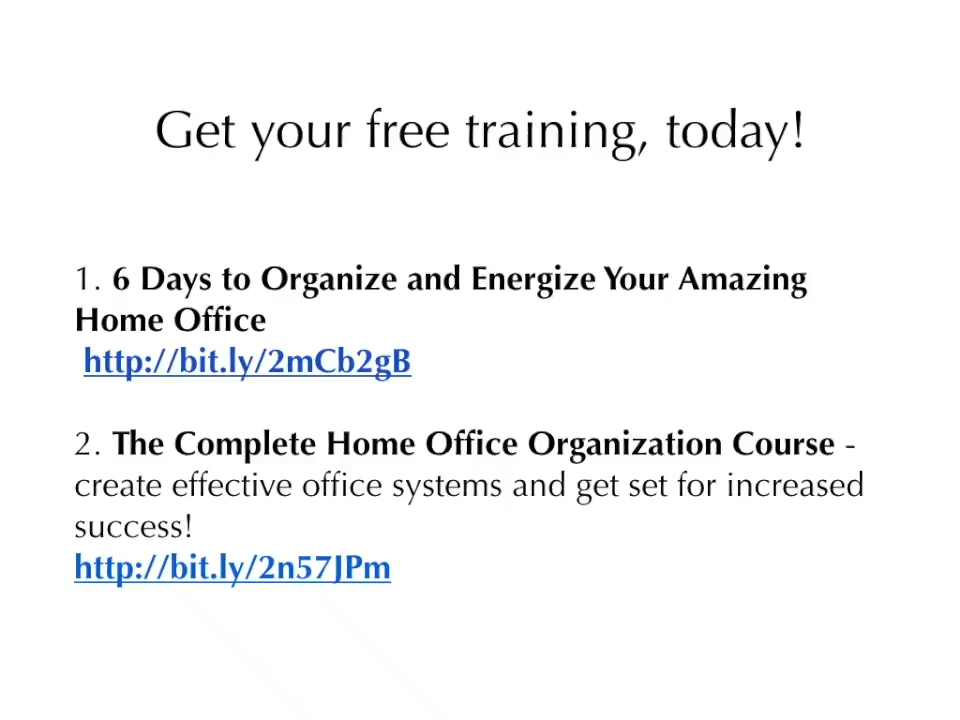 Get your free training, today!
1. 6 Days to Organize and Energize Your Amazing
Home Office
http://bit.ly/2mCb2gB
2. The Complete Home Office Organization Course -
create effective office systems and get set for increased
success!
http://bit.ly/2n57JPm